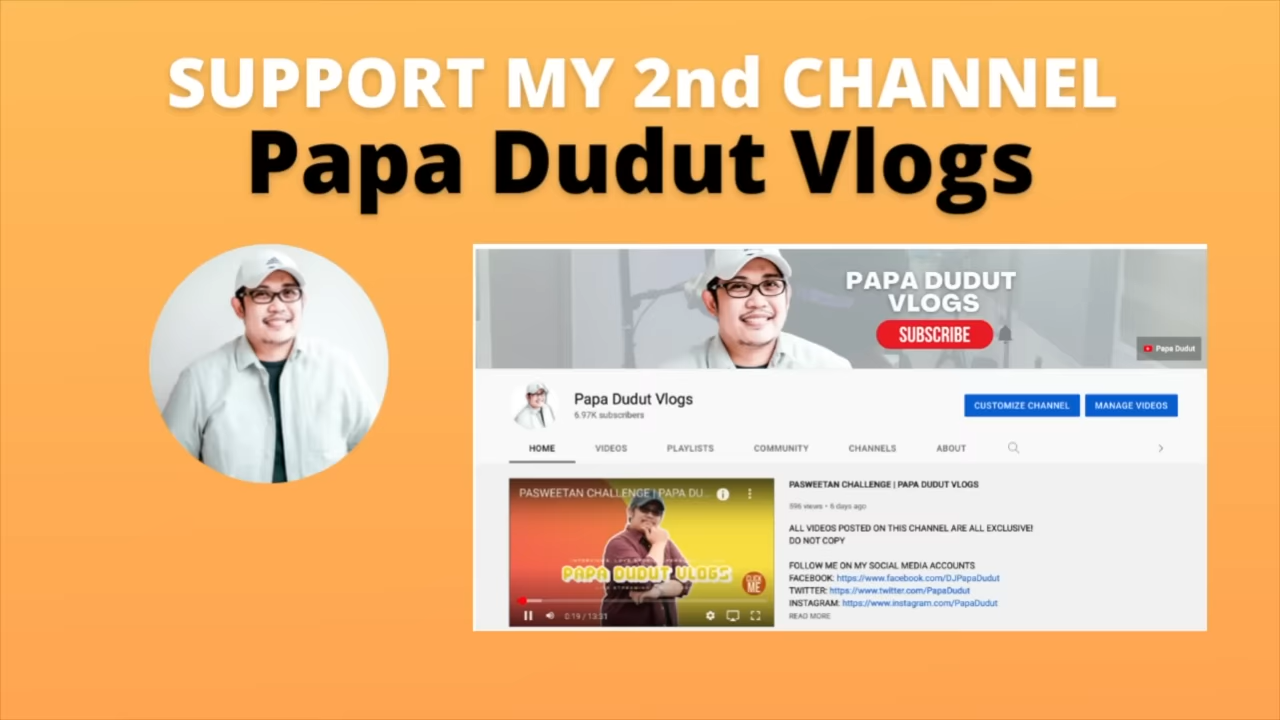 SUPPORT MY 2nd CHANNEL
Papa Dudut Vlogs
PAPA DUDUT
VLOGS
SUBSCRIBE
Papa Dudut
Papa Dudut Vlogs
6.97K subscribers
CUSTOMIZE CHANNEL
MANAGE VIDEOS
HOME VIDEOS PLAYLISTS COMMUNITY CHANNELS ABOUT
PASWEETAN CHALLENGE | PAPA DU...
PAPA DUDUT VLOGS
CLICK
ME
0:19 / 13:31
PASWEETAN CHALLENGE | PAPA DUDUT VLOGS
596 views • 6 days ago
ALL VIDEOS POSTED ON THIS CHANNEL ARE ALL EXCLUSIVE!
DO NOT COPY
FOLLOW ME ON MY SOCIAL MEDIA ACCOUNTS
FACEBOOK: https://www.facebook.com/DJPapaDudut
TWITTER: https://www.twitter.com/PapaDudut
INSTAGRAM: https://www.instagram.com/PapaDudut
READ MORE